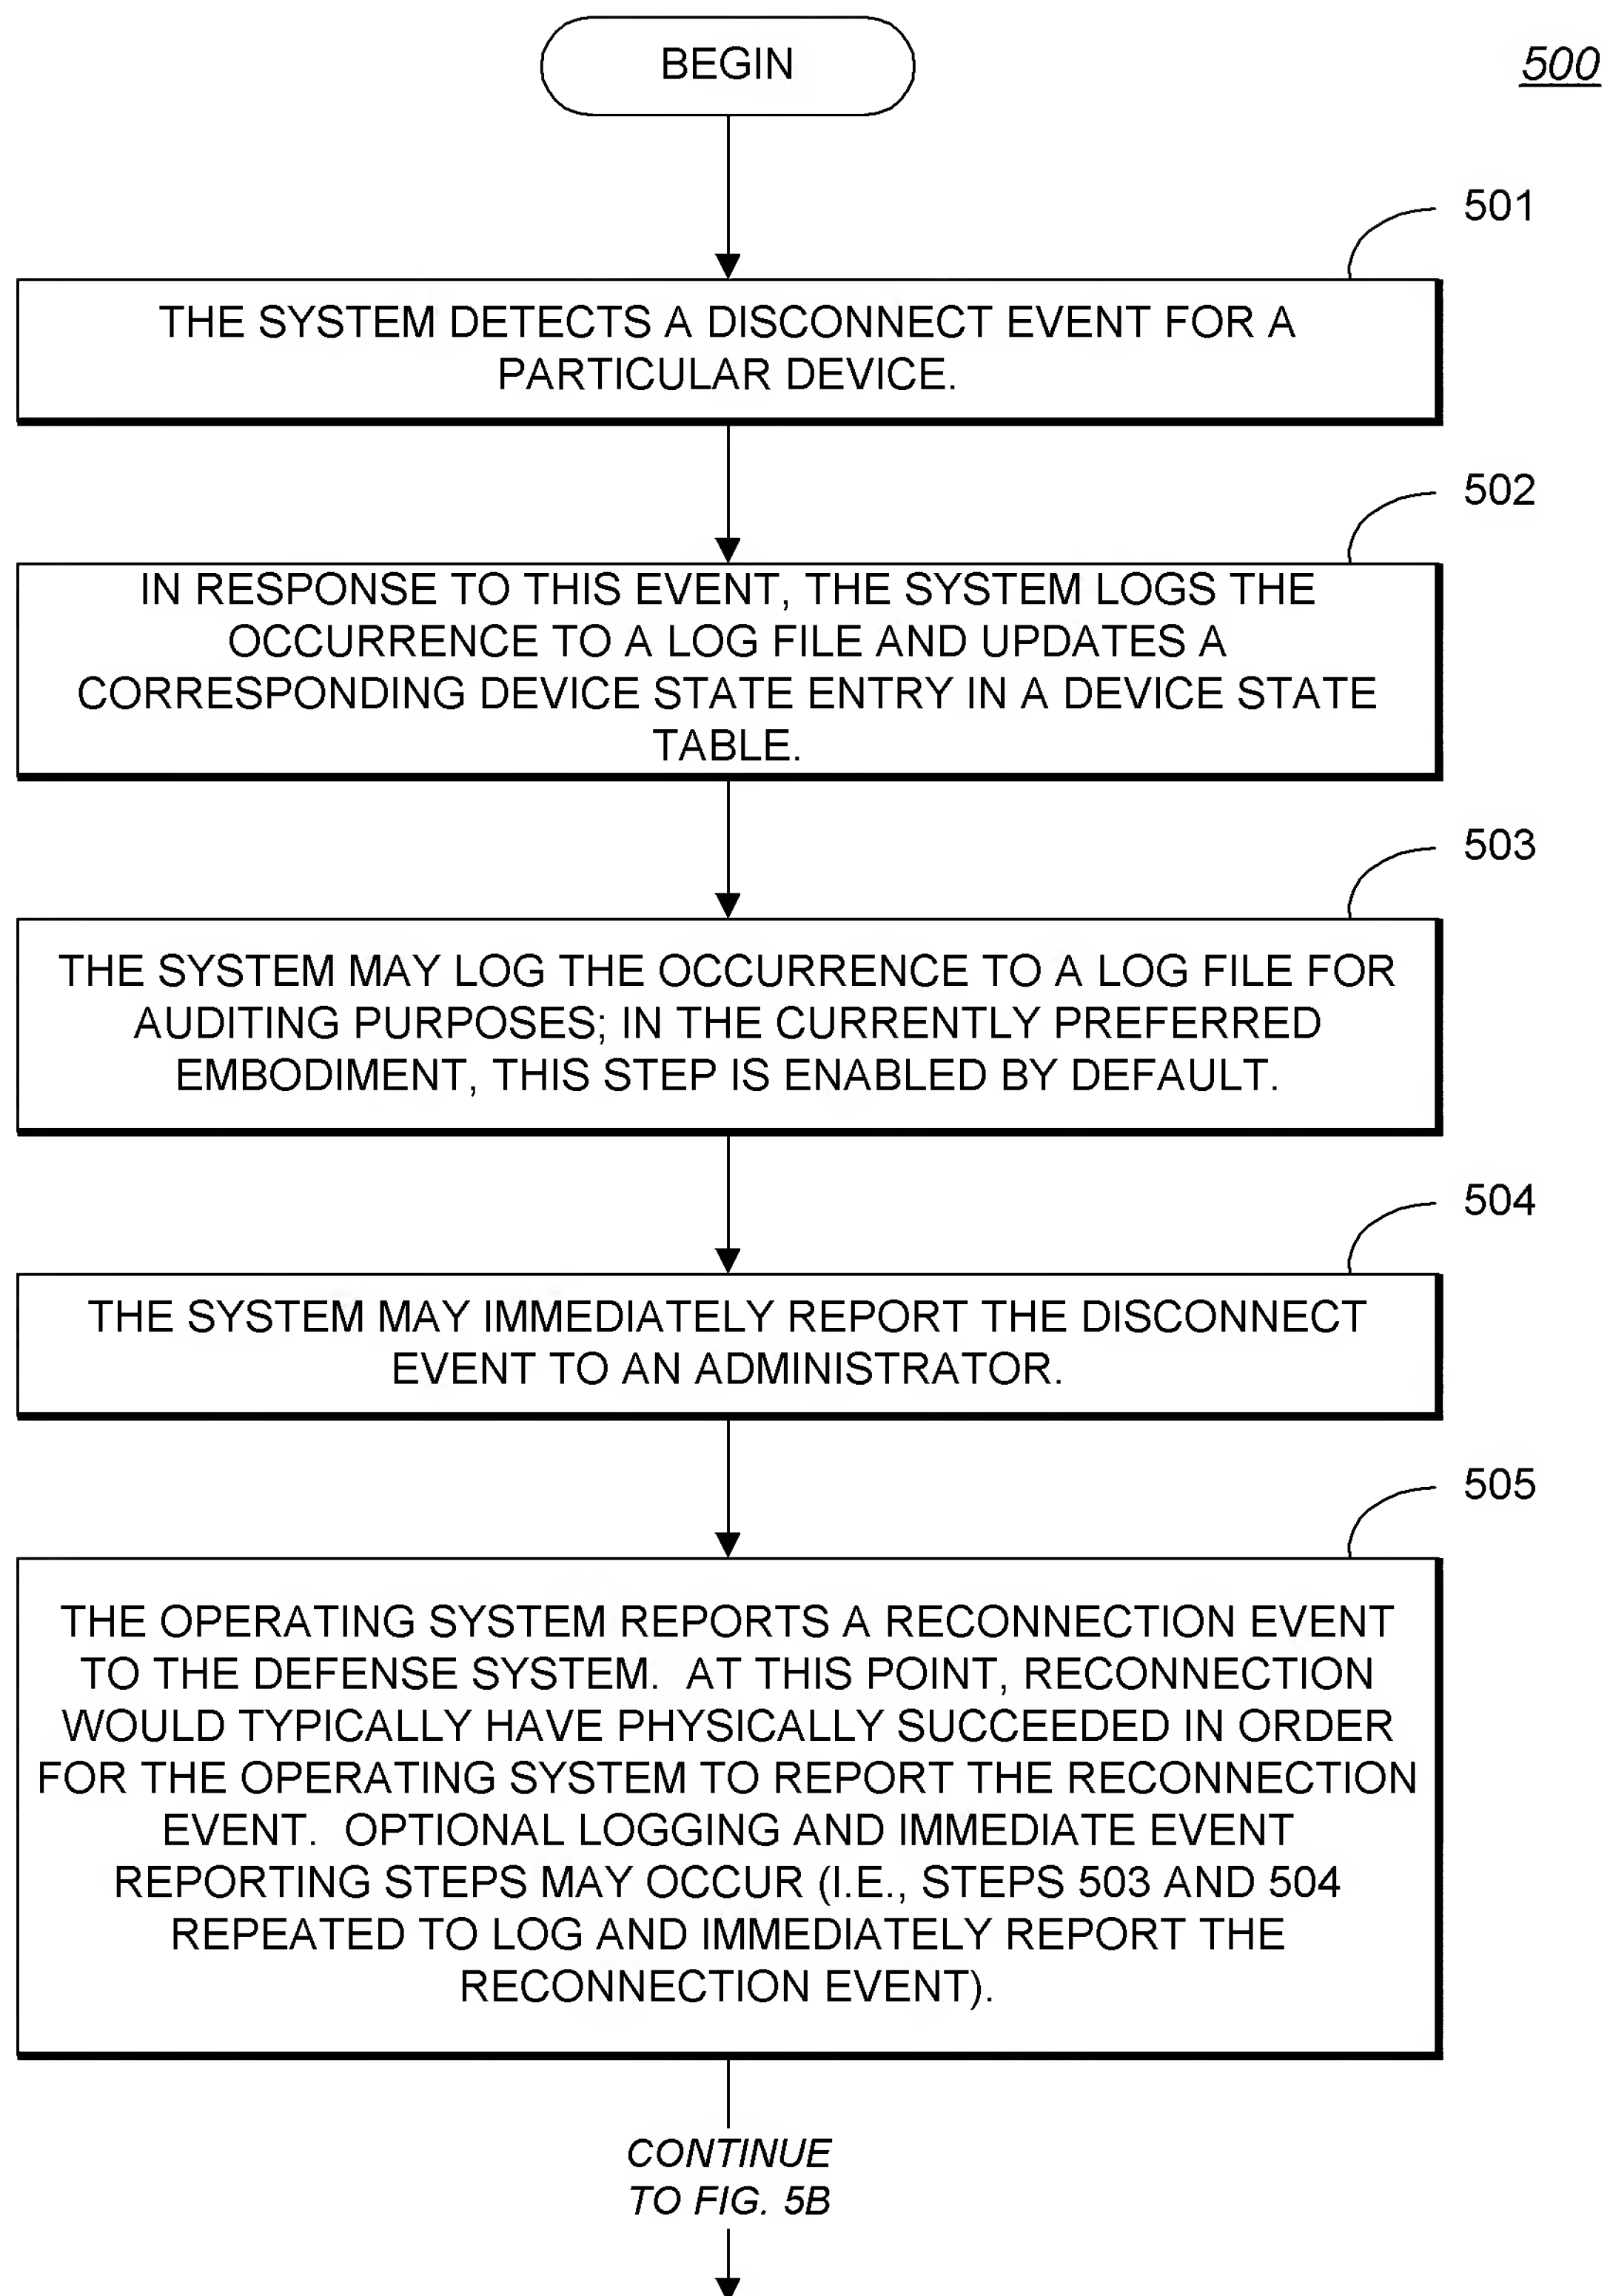 BEGIN
500
501
THE SYSTEM DETECTS A DISCONNECT EVENT FOR A
PARTICULAR DEVICE.
502
IN RESPONSE TO THIS EVENT, THE SYSTEM LOGS THE
OCCURRENCE TO A LOG FILE AND UPDATES A
CORRESPONDING DEVICE STATE ENTRY IN A DEVICE STATE
TABLE.
503
THE SYSTEM MAY LOG THE OCCURRENCE TO A LOG FILE FOR
AUDITING PURPOSES; IN THE CURRENTLY PREFERRED
EMBODIMENT, THIS STEP IS ENABLED BY DEFAULT.
504
THE SYSTEM MAY IMMEDIATELY REPORT THE DISCONNECT
EVENT TO AN ADMINISTRATOR.
505
THE OPERATING SYSTEM REPORTS A RECONNECTION EVENT
TO THE DEFENSE SYSTEM. AT THIS POINT, RECONNECTION
WOULD TYPICALLY HAVE PHYSICALLY SUCCEEDED IN ORDER
FOR THE OPERATING SYSTEM TO REPORT THE RECONNECTION
EVENT. OPTIONAL LOGGING AND IMMEDIATE EVENT
REPORTING STEPS MAY OCCUR (I.E., STEPS 503 AND 504
REPEATED TO LOG AND IMMEDIATELY REPORT THE
RECONNECTION EVENT).
CONTINUE
TO FIG. 5B